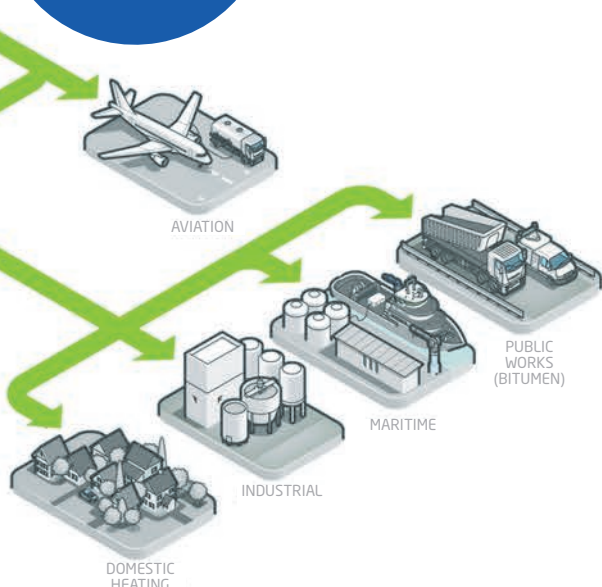 AVIATION
PUBLIC
WORKS
(BITUMEN)
MARITIME
INDUSTRIAL
DOMESTIC
HEATING